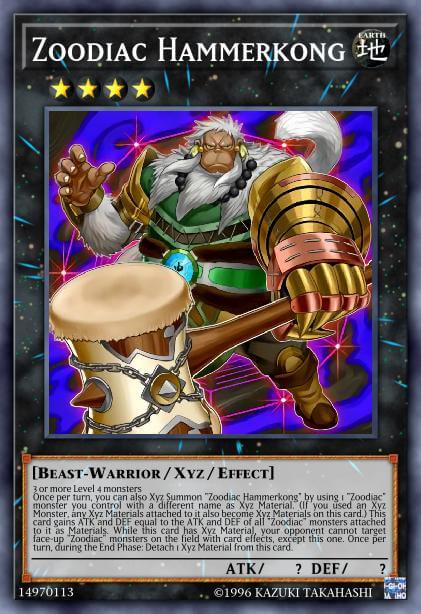 ZOODIAC HAMMERKONG
EARTH
地
[BEAST-WARRIOR / XYZ / EFFECT]
3 or more Level 4 monsters
Once per turn, you can also Xyz Summon "Zoodiac Hammerkong" by using 1 "Zoodiac"
monster you control with a different name as Xyz Material. (If you used an Xyz
Monster, any Xyz Materials attached to it also become Xyz Materials on this card.) This
card gains ATK and DEF equal to the ATK and DEF of all "Zoodiac" monsters attached
to it as Materials. While this card has Xyz Material, your opponent cannot target
face-up "Zoodiac" monsters on the field with card effects, except this one. Once per
turn, during the End Phase: Detach 1 Xyz Material from this card.
ATK/ ? DEF/ ?
14970113
©1996 KAZUKI TAKAHASHI